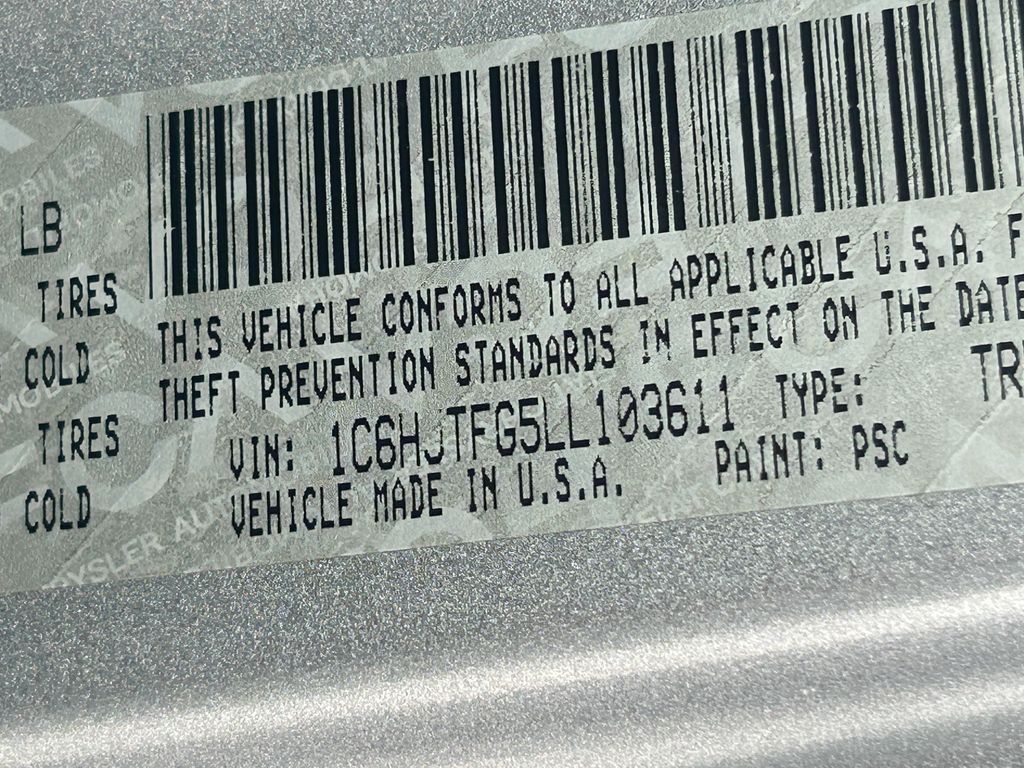 LB
TIRES
COLD
TIRES
COLD
THIS VEHICLE CONFORMS TO ALL APPLICABLE U.S.A.
THEFT PREVENTION STANDARDS IN EFFECT ON THE DATE
VIN: 1C6HJTFG5LL103611 TYPE:
VEHICLE MADE IN U.S.A. PAINT: PSC